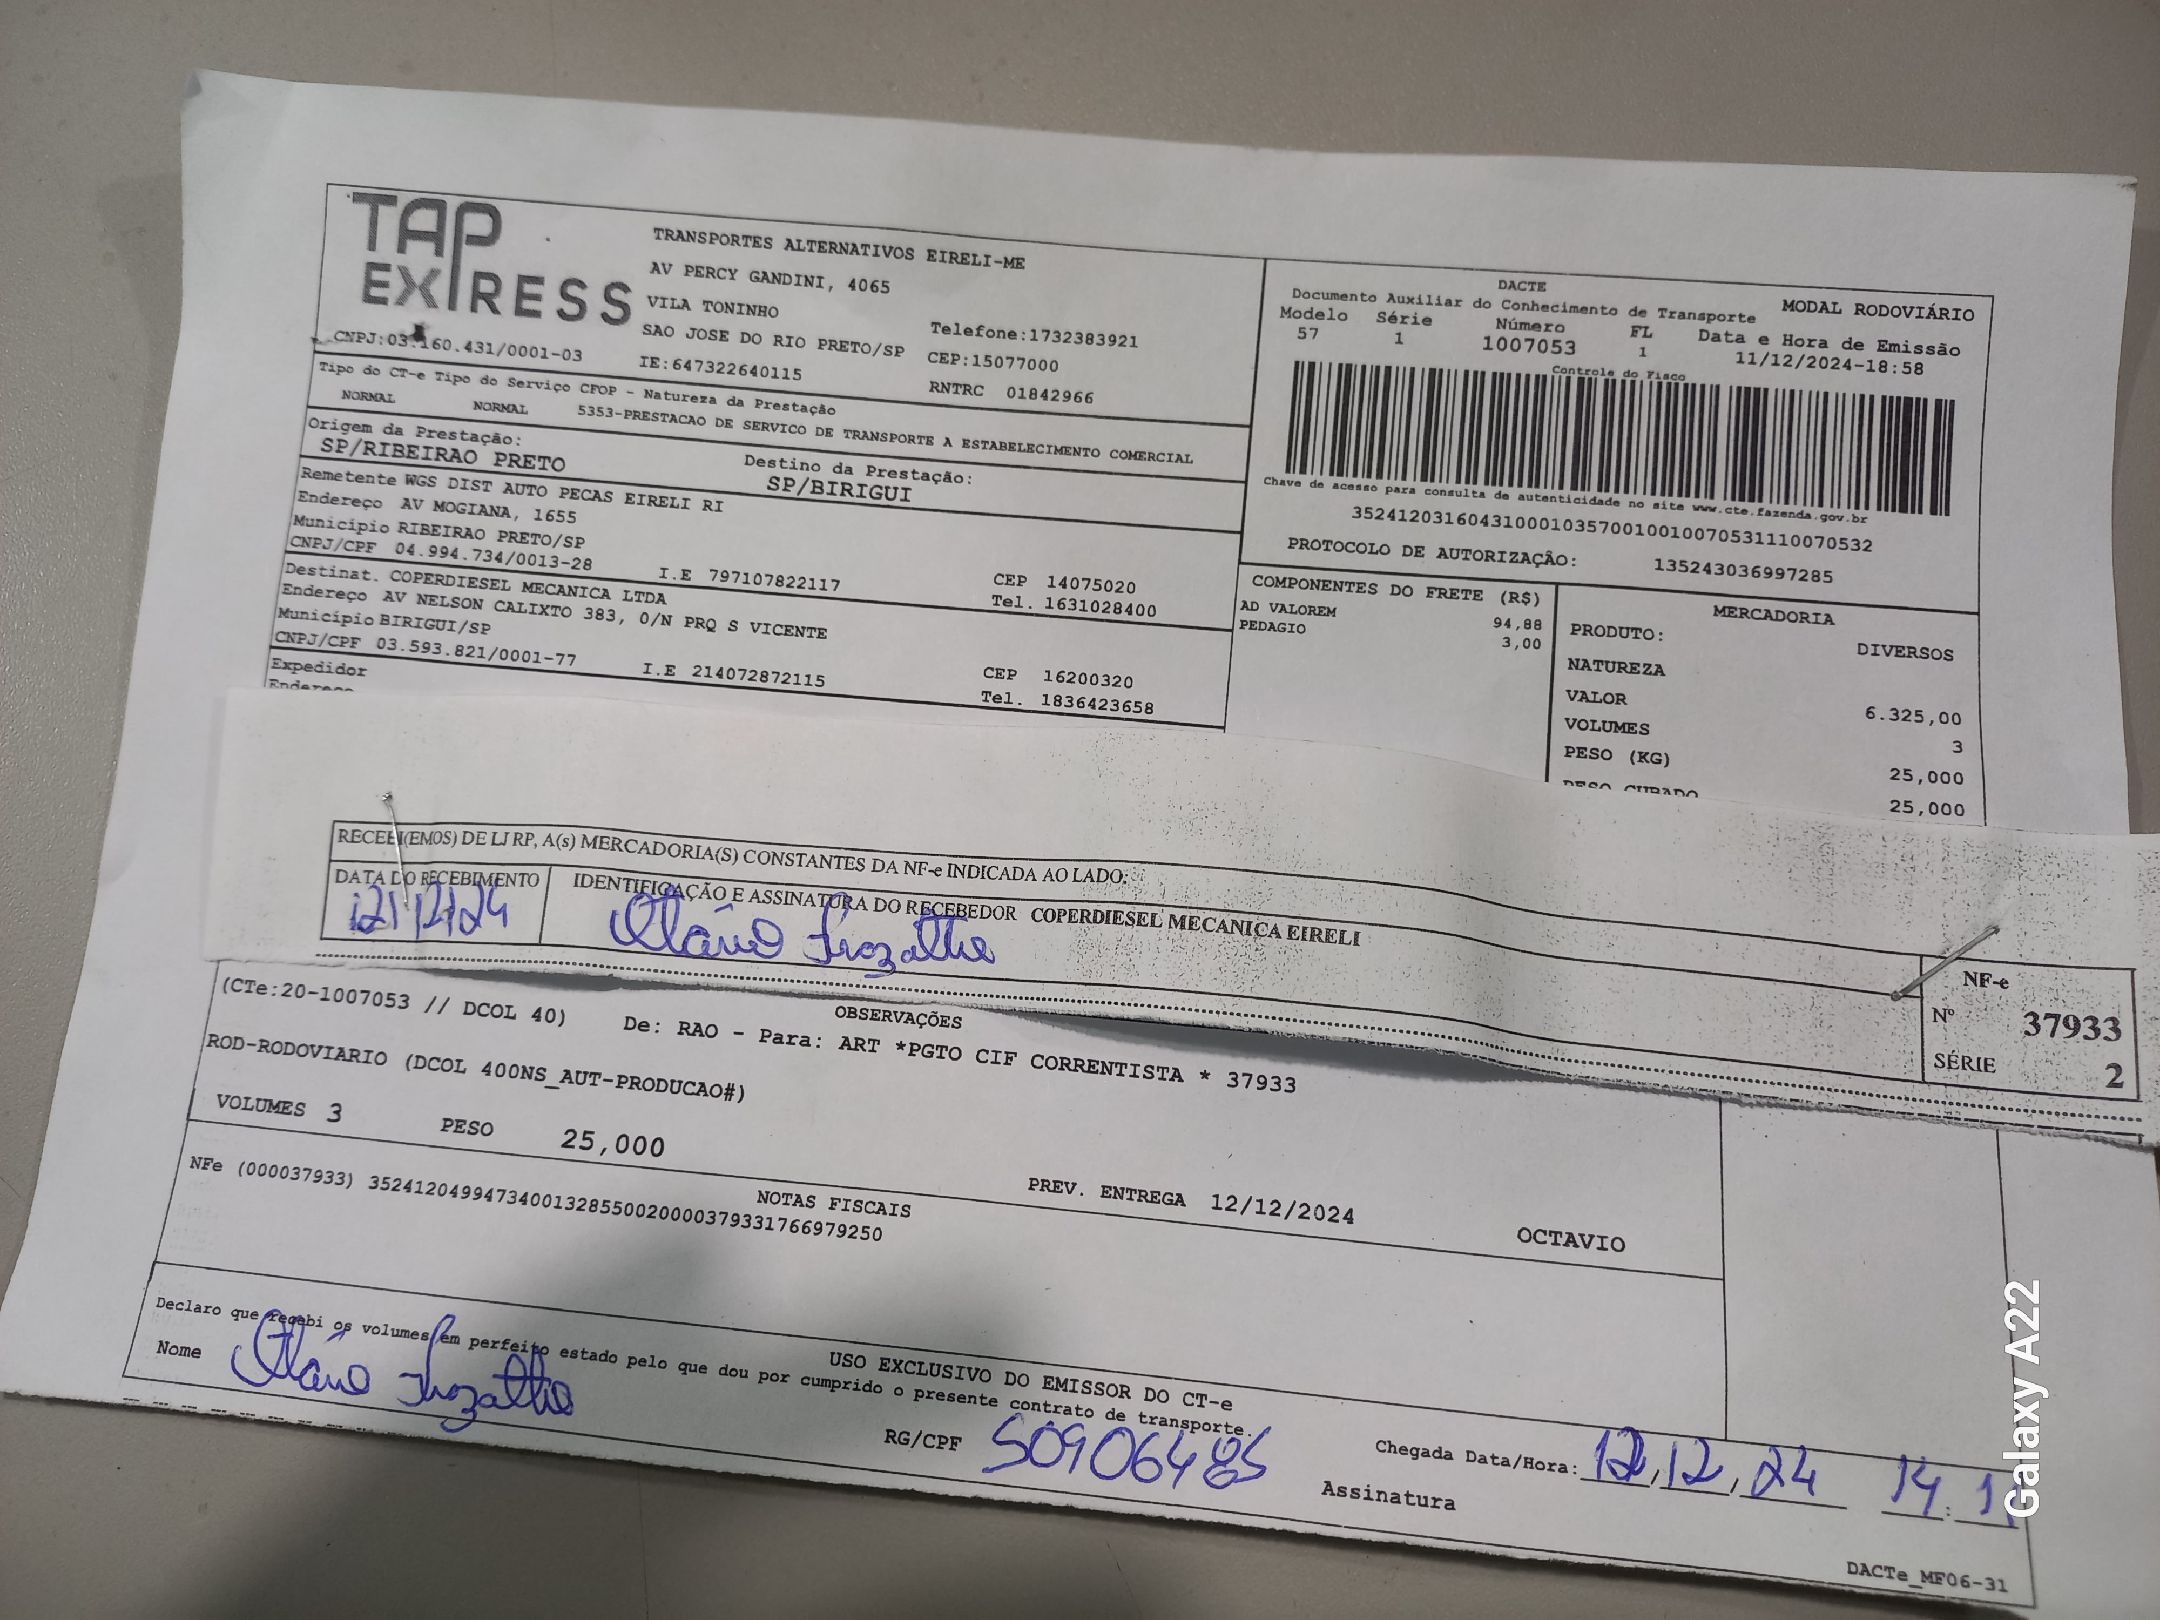 TAP
EXPRESS
TRANSPORTES ALTERNATIVOS EIRELI-ME
AV PERCY GANDINI, 4065
VILA TONINHO
SAO JOSE DO RIO PRETO/SP
Telefone:1732383921
CEP:15077000
CNPJ:03.160.431/0001-03
IE:647322640115
RNTRC 01842966
DACTE
Documento Auxiliar do Conhecimento de Transporte
MODAL RODOVIÁRIO
Modelo Série Número FL Data e Hora de Emissão
57 1 1007053 1 11/12/2024-18:58
Controle do Fisco
Chave de acesso para consulta de autenticidade no site www.cte.fazenda.gov.br
35241203160431000103570010010070531110070532
PROTOCOLO DE AUTORIZAÇÃO: 135243036997285
Tipo do CT-e Tipo do Serviço CFOP - Natureza da Prestação
NORMAL NORMAL 5353-PRESTACAO DE SERVICO DE TRANSPORTE A ESTABELECIMENTO COMERCIAL
Origem da Prestação:
SP/RIBEIRAO PRETO
Destino da Prestação:
SP/BIRIGUI
Remetente WGS DIST AUTO PECAS EIRELI RI
Endereço AV MOGIANA, 1655
Município RIBEIRAO PRETO/SP
CEP 14075020
CNPJ/CPF 04.994.734/0013-28 I.E 797107822117 Tel. 1631028400
Destinat. COPERDIESEL MECANICA LTDA
Endereço AV NELSON CALIXTO 383, 0/N PRQ S VICENTE
Município BIRIGUI/SP
CEP 16200320
CNPJ/CPF 03.593.821/0001-77 I.E 214072872115 Tel. 1836423658
Expedidor
Endereço
COMPONENTES DO FRETE (R$)
AD VALOREM 94,88
PEDAGIO 3,00
MERCADORIA
PRODUTO: DIVERSOS
NATUREZA
VALOR 6.325,00
VOLUMES 3
PESO (KG) 25,000
PESO CUBADO 25,000
RECEBI(EMOS) DE LJ RP, A(s) MERCADORIA(S) CONSTANTES DA NF-e INDICADA AO LADO:
DATA DO RECEBIMENTO
12/12/24
IDENTIFICAÇÃO E ASSINATURA DO RECEBEDOR COPERDIESEL MECANICA EIRELI
NF-e
Nº 37933
SÉRIE 2
OBSERVAÇÕES
(CTe:20-1007053 // DCOL 40) De: RAO - Para: ART *PGTO CIF CORRENTISTA * 37933
ROD-RODOVIARIO (DCOL 400NS_AUT-PRODUCAO#)
VOLUMES 3 PESO 25,000 PREV. ENTREGA 12/12/2024 OCTAVIO
NOTAS FISCAIS
NFe (000037933) 35241204994734001328550020000379331766979250
USO EXCLUSIVO DO EMISSOR DO CT-e
Declaro que recebi os volumes em perfeito estado pelo que dou por cumprido o presente contrato de transporte.
Nome
RG/CPF
Chegada Data/Hora: 12,12,24 14:
Assinatura
DACTe_MF06-31
Galaxy A22